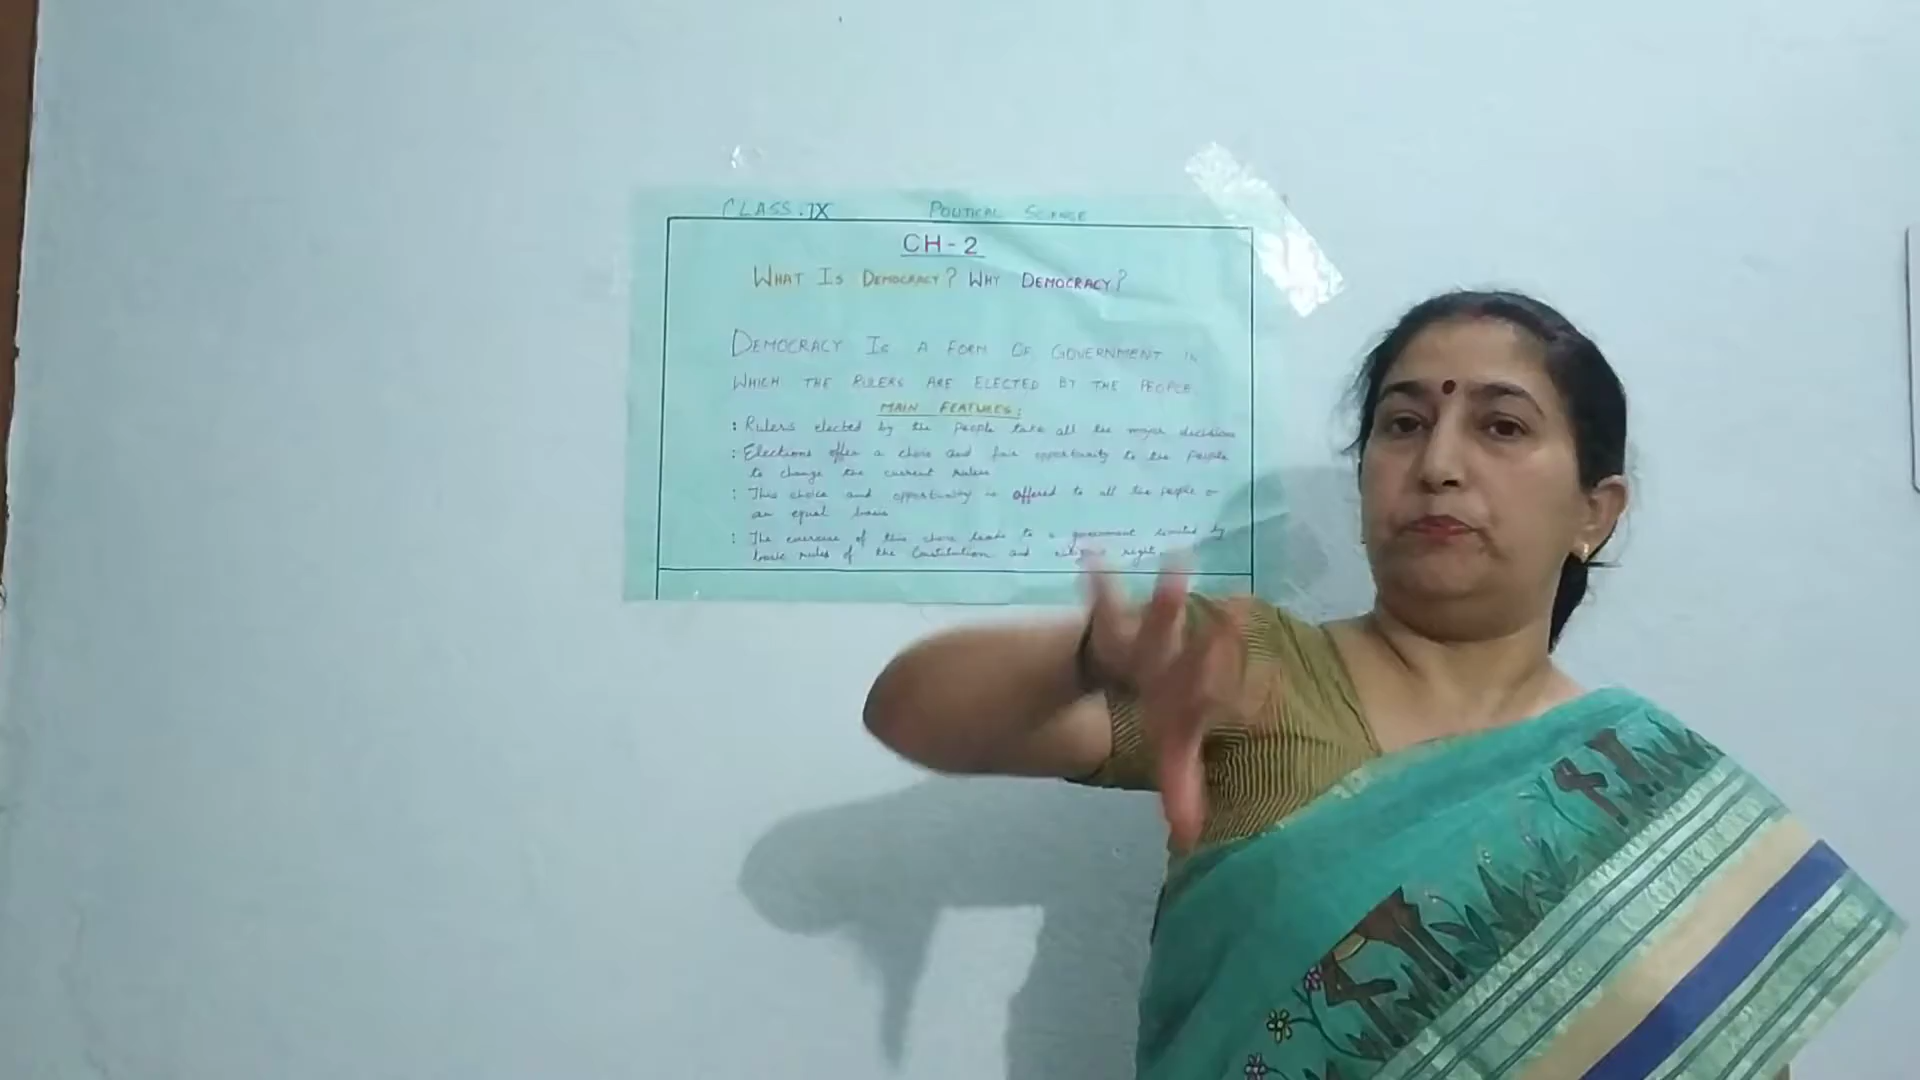 CLASS.IX POLITICAL SCIENCE
CH-2
WHAT IS DEMOCRACY? WHY DEMOCRACY?
DEMOCRACY IS A FORM OF GOVERNMENT IN
WHICH THE RULERS ARE ELECTED BY THE PEOPLE
MAIN FEATURES:
: Rulers elected by the people take all the major decisions
: Elections offer a choice and fair opportunity to the people
to change the current rulers
: This choice and opportunity is offered to all the people on
an equal basis
: The exercise of this choice leads to a government limited by
basic rules of the Constitution and rights